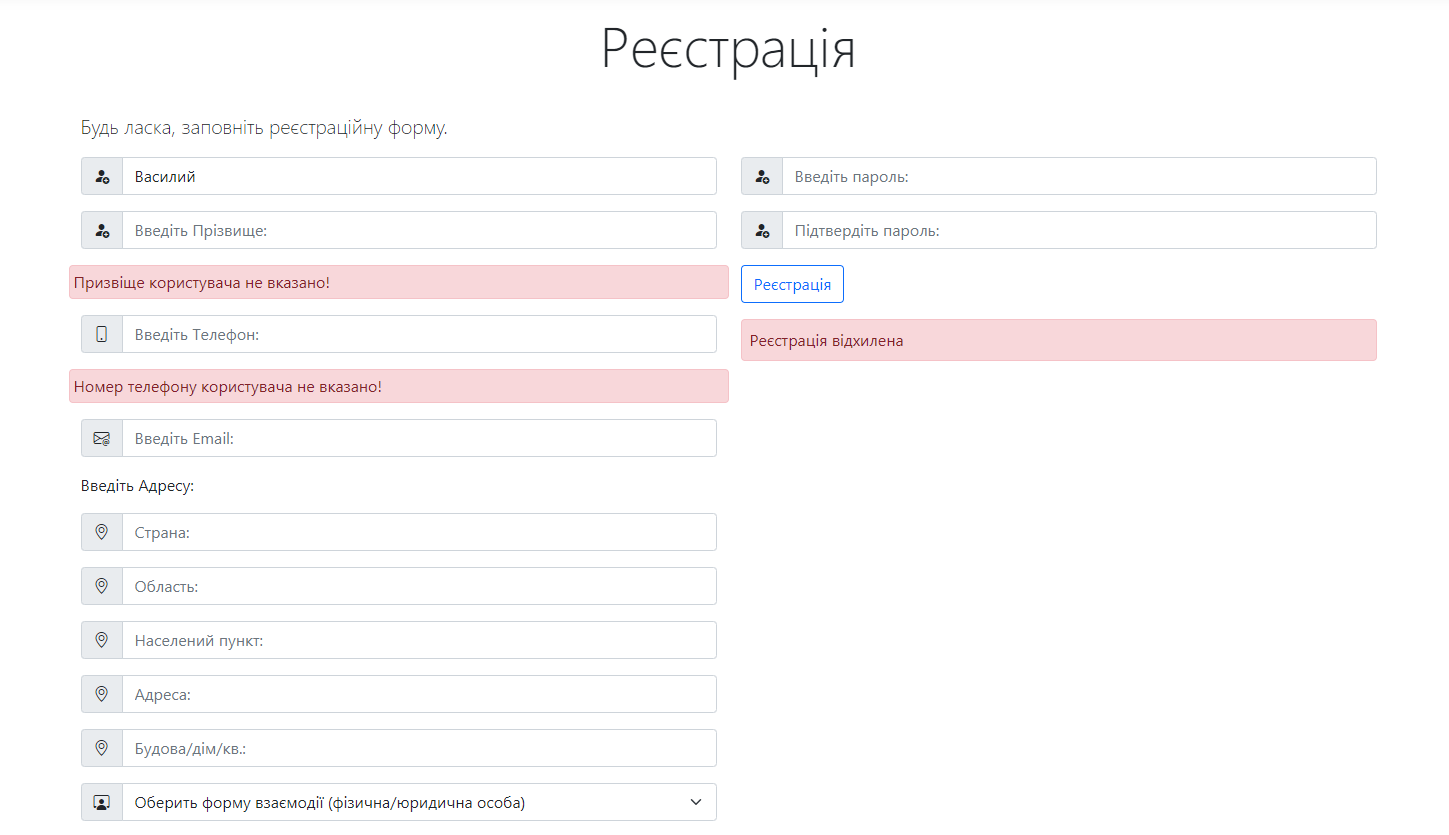 Реєстрація
Будь ласка, заповніть реєстраційну форму.
Василий
Введіть Прізвище:
Призвіще користувача не вказано!
Введіть Телефон:
Номер телефону користувача не вказано!
Введіть Email:
Введіть Адресу:
Страна:
Область:
Населений пункт:
Адреса:
Будова/дім/кв.:
Оберить форму взаємодії (фізична/юридична особа)
Введіть пароль:
Підтвердіть пароль:
Реєстрація
Реєстрація відхилена